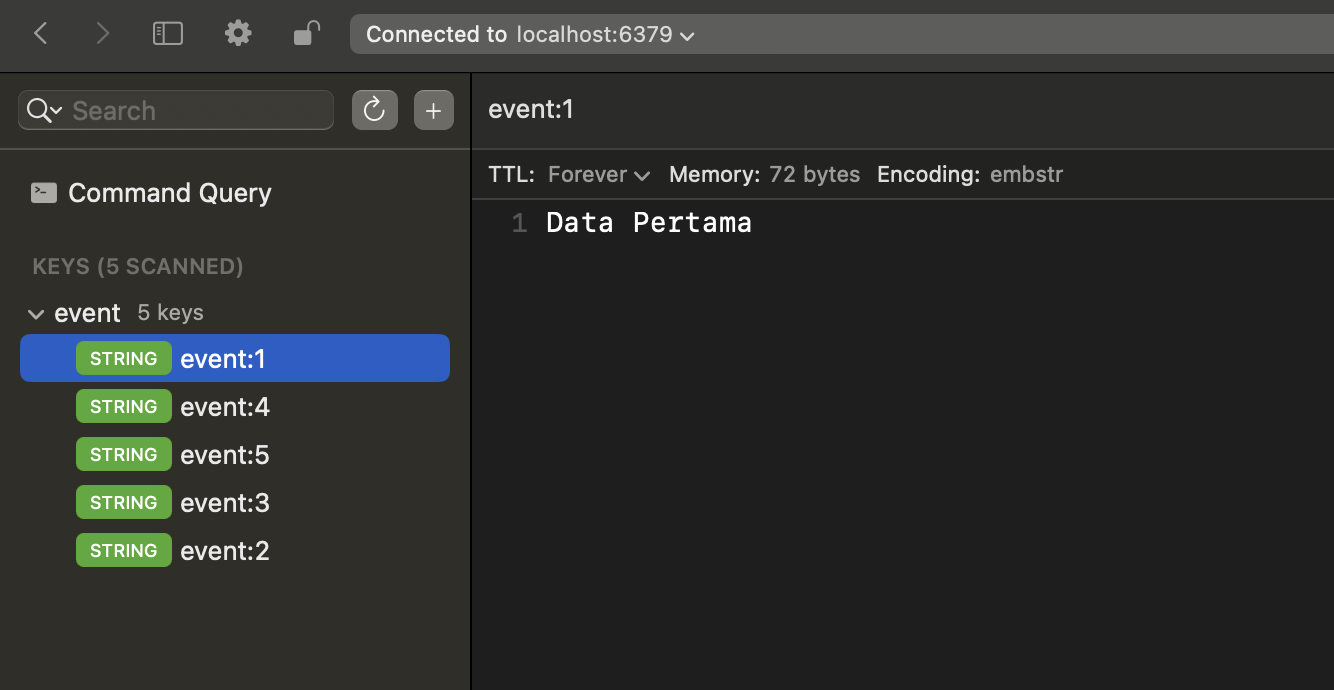 Connected to localhost:6379
Search
Command Query
KEYS (5 SCANNED)
event 5 keys
STRING event:1
STRING event:4
STRING event:5
STRING event:3
STRING event:2
event:1
TTL: Forever Memory: 72 bytes Encoding: embstr
1 Data Pertama